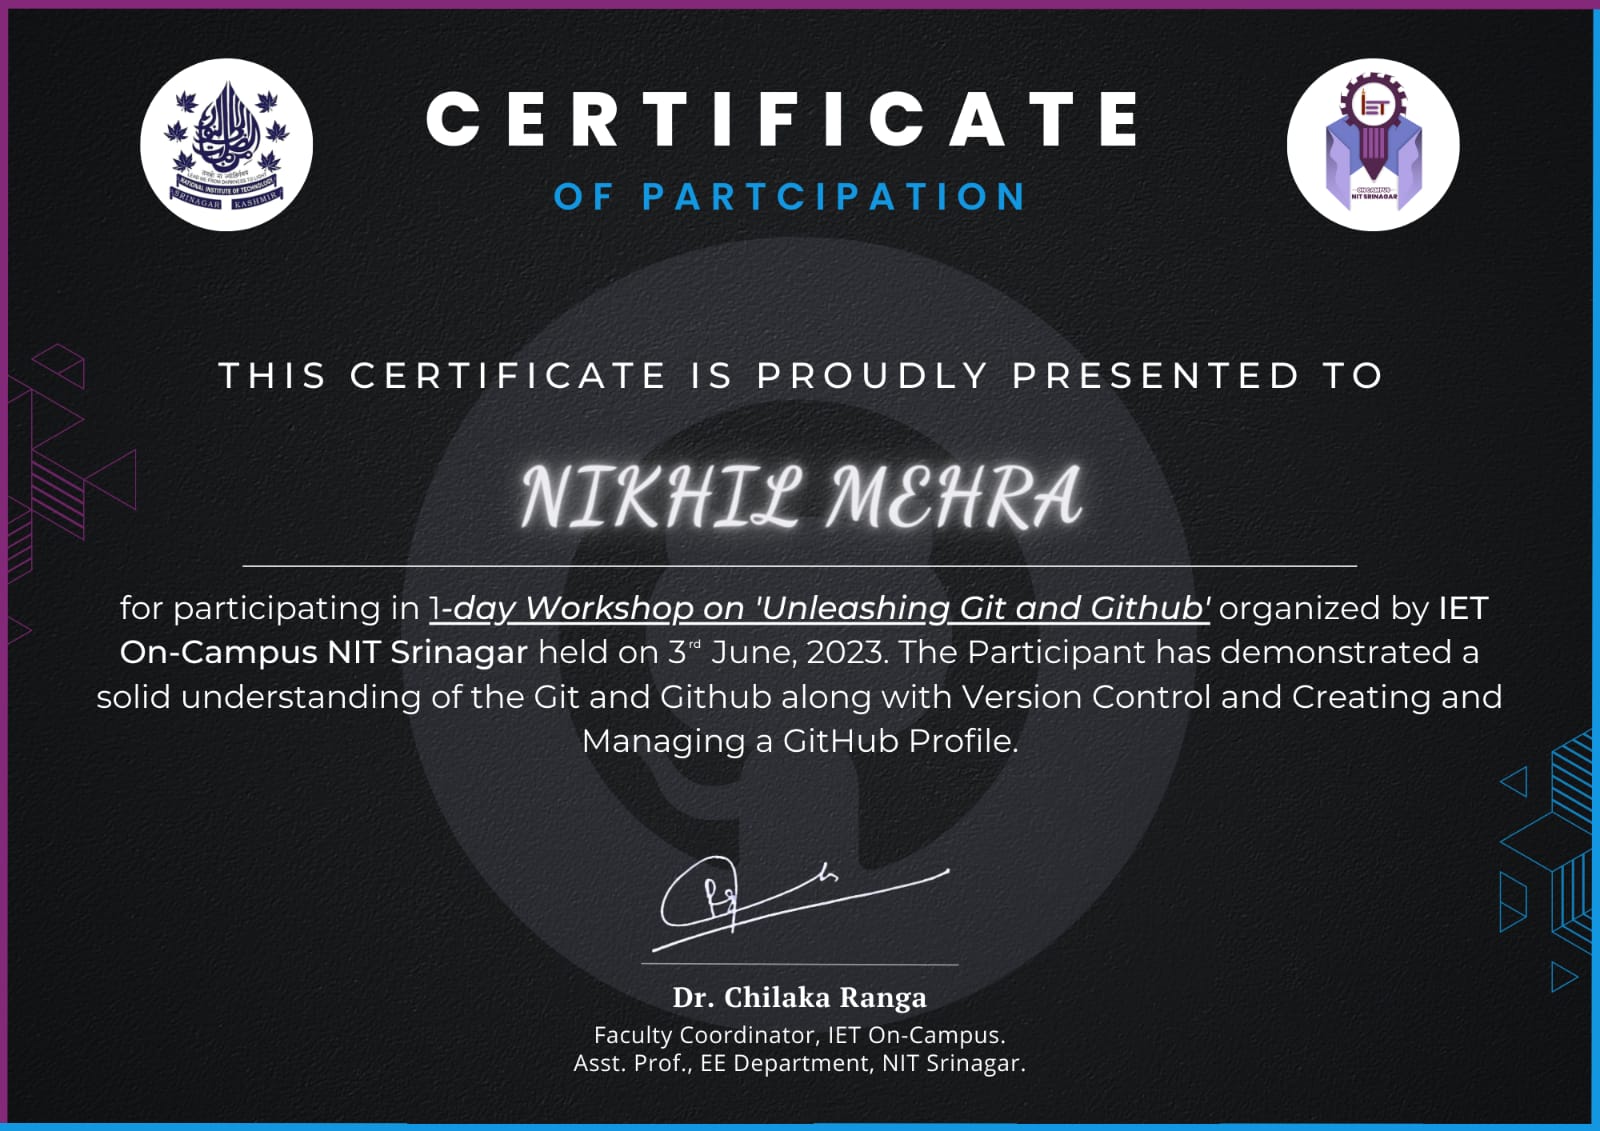 CERTIFICATE
OF PARTCIPATION
NATIONAL INSTITUTE OF TECHNOLOGY
SRINAGAR KASHMIR
IET
ON CAMPUS
NIT SRINAGAR
THIS CERTIFICATE IS PROUDLY PRESENTED TO
NIKHIL MEHRA
for participating in 1-day Workshop on 'Unleashing Git and Github' organized by IET
On-Campus NIT Srinagar held on 3rd June, 2023. The Participant has demonstrated a
solid understanding of the Git and Github along with Version Control and Creating and
Managing a GitHub Profile.
Dr. Chilaka Ranga
Faculty Coordinator, IET On-Campus.
Asst. Prof., EE Department, NIT Srinagar.